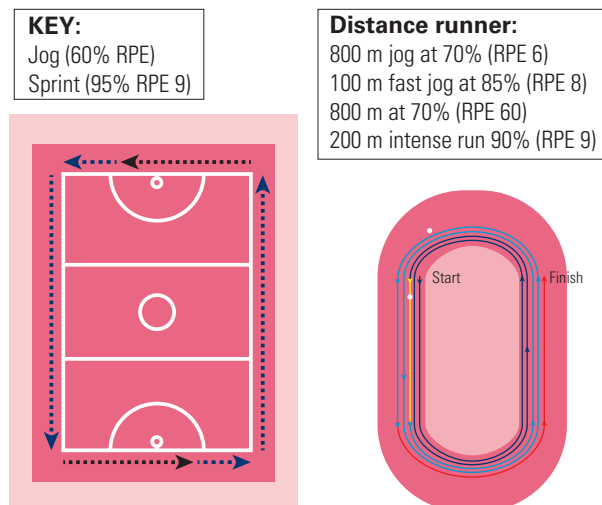 KEY:
Jog (60% RPE)
Sprint (95% RPE 9)
Distance runner:
800 m jog at 70% (RPE 6)
100 m fast jog at 85% (RPE 8)
800 m at 70% (RPE 60)
200 m intense run 90% (RPE 9)
Start
Finish